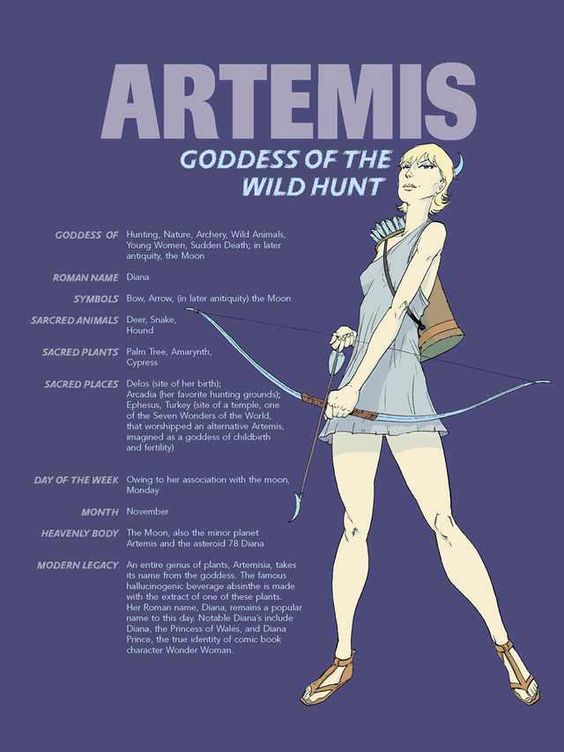 ARTEMIS
GODDESS OF THE
WILD HUNT
GODDESS OF Hunting, Nature, Archery, Wild Animals,
Young Women, Sudden Death; in later
antiquity, the Moon
ROMAN NAME Diana
SYMBOLS Bow, Arrow, (in later anitiquity) the Moon
SARCRED ANIMALS Deer, Snake,
Hound
SACRED PLANTS Palm Tree, Amarynth,
Cypress
SACRED PLACES Delos (site of her birth);
Arcadia (her favorite hunting grounds);
Ephesus, Turkey (site of a temple, one
of the Seven Wonders of the World,
that worshipped an alternative Artemis,
imagined as a goddess of childbirth
and fertility)
DAY OF THE WEEK Owing to her association with the moon,
Monday
MONTH November
HEAVENLY BODY The Moon, also the minor planet
Artemis and the asteroid 78 Diana
MODERN LEGACY An entire genus of plants, Artemisia, takes
its name from the goddess. The famous
hallucinogenic beverage absinthe is made
with the extract of one of these plants.
Her Roman name, Diana, remains a popular
name to this day. Notable Diana's include
Diana, the Princess of Wales, and Diana
Prince, the true identity of comic book
character Wonder Woman.